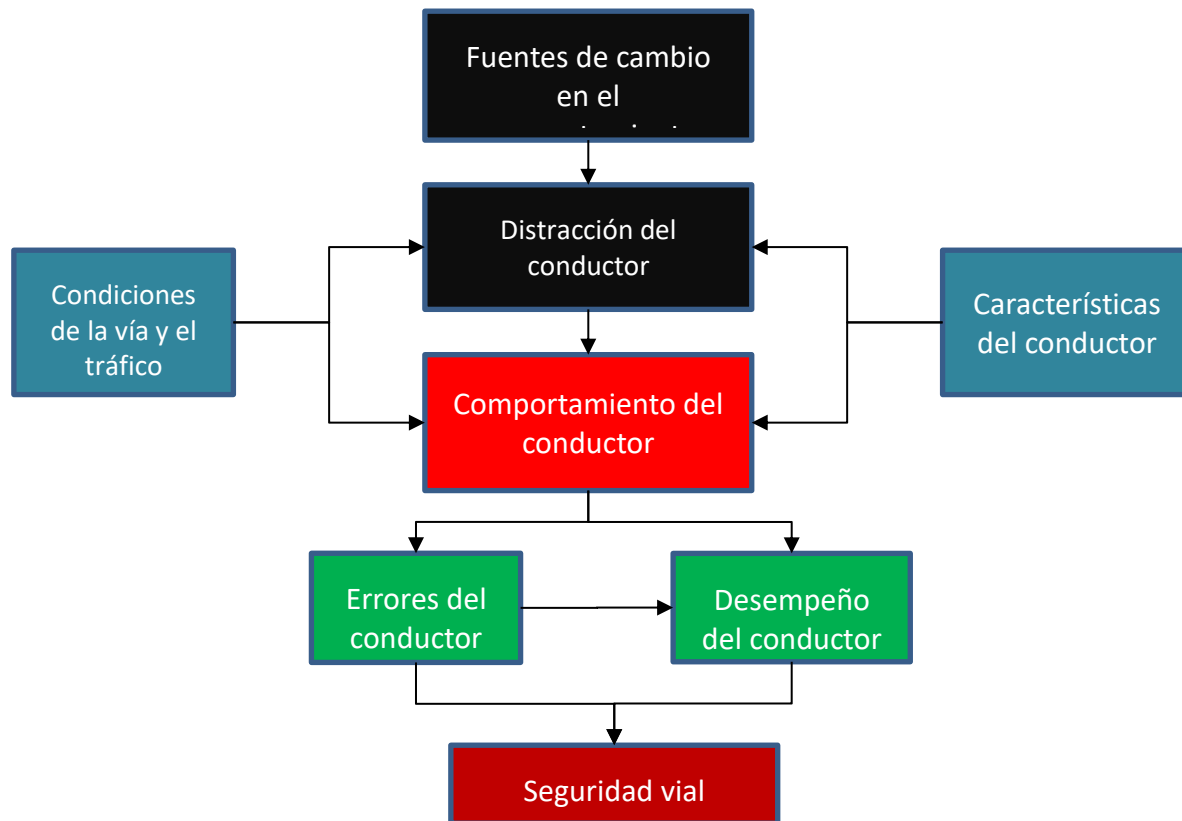 Fuentes de cambio
en el
Distracción del
conductor
Condiciones
de la vía y el
tráfico
Característícas
del conductor
Comportamiento del
conductor
Errores del
conductor
Desempeño
del conductor
Seguridad vial